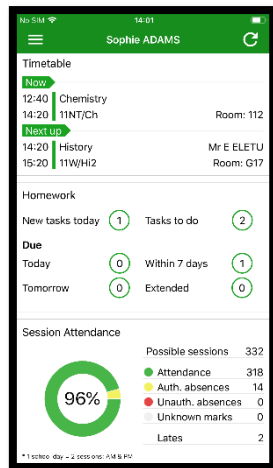 No SIM 14:01
Sophie ADAMS
Timetable
Now
12:40 Chemistry
14:20 11NT/Ch Room: 112
Next up
14:20 History Mr E ELETU
15:20 11W/Hi2 Room: G17
Homework
New tasks today 1 Tasks to do 2
Due
Today 0 Within 7 days 1
Tomorrow 0 Extended 0
Session Attendance
Possible sessions 332
Attendance 318
Auth. absences 14
Unauth. absences 0
Unknown marks 0
Lates 2
96%
* 1 school day = 2 sessions: AM & PM